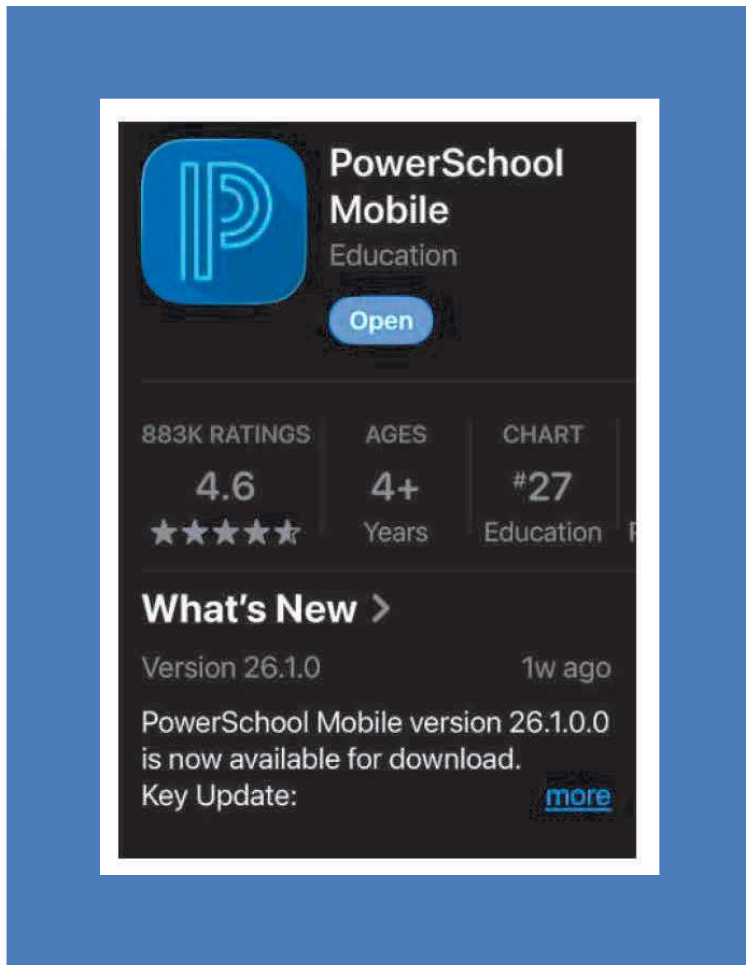 PowerSchool
Mobile
Education
Open
883K RATINGS
4.6
AGES
4+
Years
CHART
#27
Education
What's New >
Version 26.1.0 1w ago
PowerSchool Mobile version 26.1.0.0
is now available for download.
Key Update: more